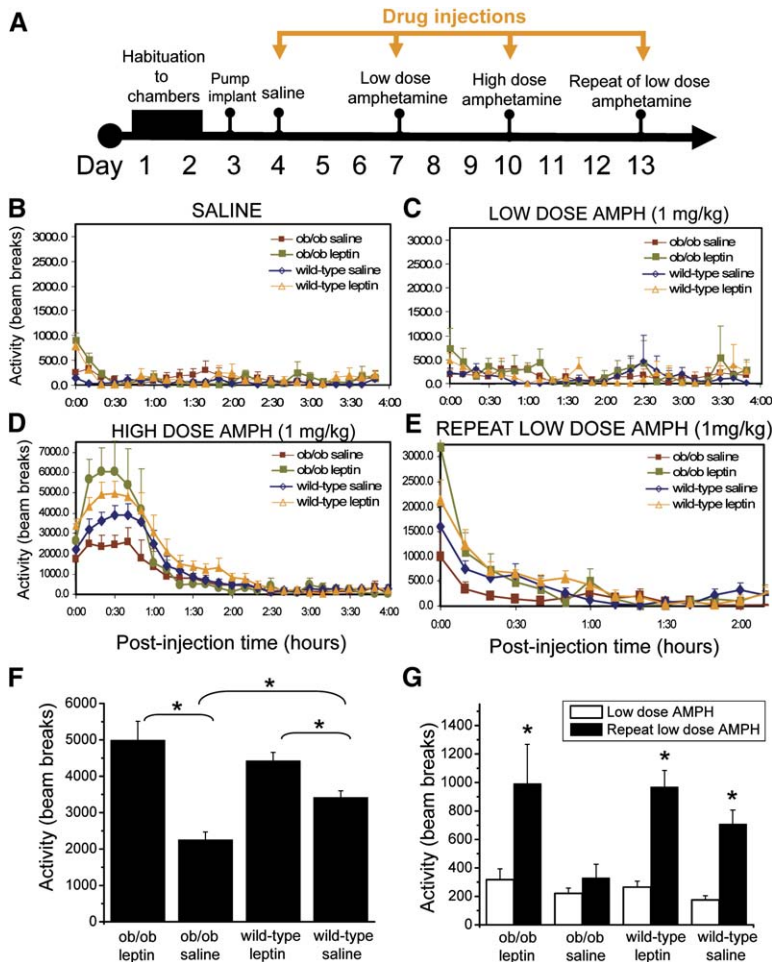 A
Drug injections
Habituation
to
chambers
Pump
implant
saline
Low dose
amphetamine
High dose
amphetamine
Repeat of low dose
amphetamine
Day 1 2 3 4 5 6 7 8 9 10 11 12 13
B
SALINE
Activity (beam breaks)
3000.0
2500.0
2000.0
1500.0
1000.0
500.0
0.0
ob/ob saline
ob/ob leptin
wild-type saline
wild-type leptin
0:00 0:30 1:00 1:30 2:00 2:30 3:00 3:30 4:00
C
LOW DOSE AMPH (1 mg/kg)
3000.0
2500.0
2000.0
1500.0
1000.0
500.0
0.0
ob/ob saline
ob/ob leptin
wild-type saline
wild-type leptin
0:00 0:30 1:00 1:30 2:00 2:30 3:00 3:30 4:00
D
HIGH DOSE AMPH (1 mg/kg)
Activity (beam breaks)
7000.0
6000.0
5000.0
4000.0
3000.0
2000.0
1000.0
0.0
ob/ob saline
ob/ob leptin
wild-type saline
wild-type leptin
0:00 0:30 1:00 1:30 2:00 2:30 3:00 3:30 4:00
Post-injection time (hours)
E
REPEAT LOW DOSE AMPH (1mg/kg)
3000.0
2500.0
2000.0
1500.0
1000.0
500.0
0.0
ob/ob saline
ob/ob leptin
wild-type saline
wild-type leptin
0:00 0:30 1:00 1:30 2:00
Post-injection time (hours)
F
Activity (beam breaks)
6000
5000
4000
3000
2000
1000
0
*
*
*
ob/ob
leptin
ob/ob
saline
wild-type
leptin
wild-type
saline
G
Activity (beam breaks)
1400
1200
1000
800
600
400
200
0
Low dose AMPH
Repeat low dose AMPH
*
*
*
ob/ob
leptin
ob/ob
saline
wild-type
leptin
wild-type
saline